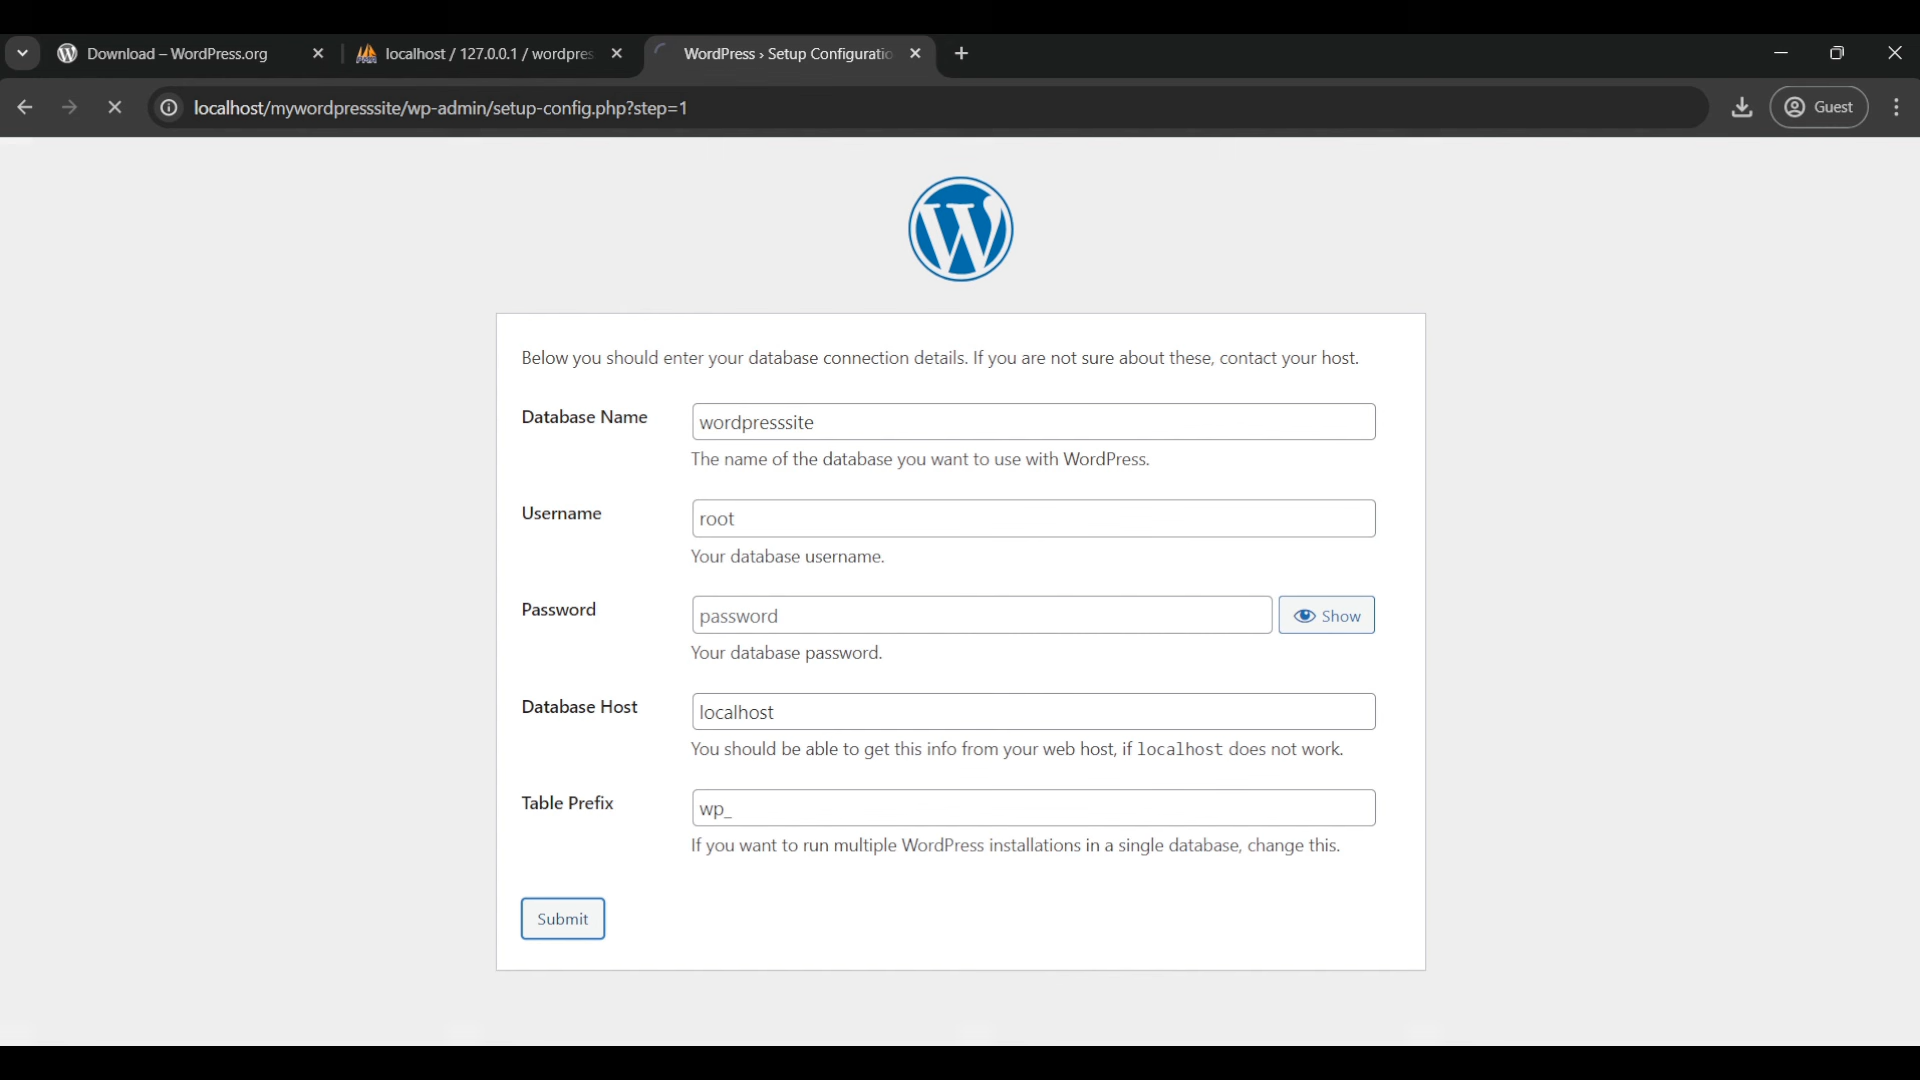 Download – WordPress.org
localhost / 127.0.0.1 / wordpres
WordPress › Setup Configuratio
localhost/mywordpresssite/wp-admin/setup-config.php?step=1
Guest
Below you should enter your database connection details. If you are not sure about these, contact your host.
Database Name
wordpresssite
The name of the database you want to use with WordPress.
Username
root
Your database username.
Password
password
Show
Your database password.
Database Host
localhost
You should be able to get this info from your web host, if localhost does not work.
Table Prefix
wp_
If you want to run multiple WordPress installations in a single database, change this.
Submit